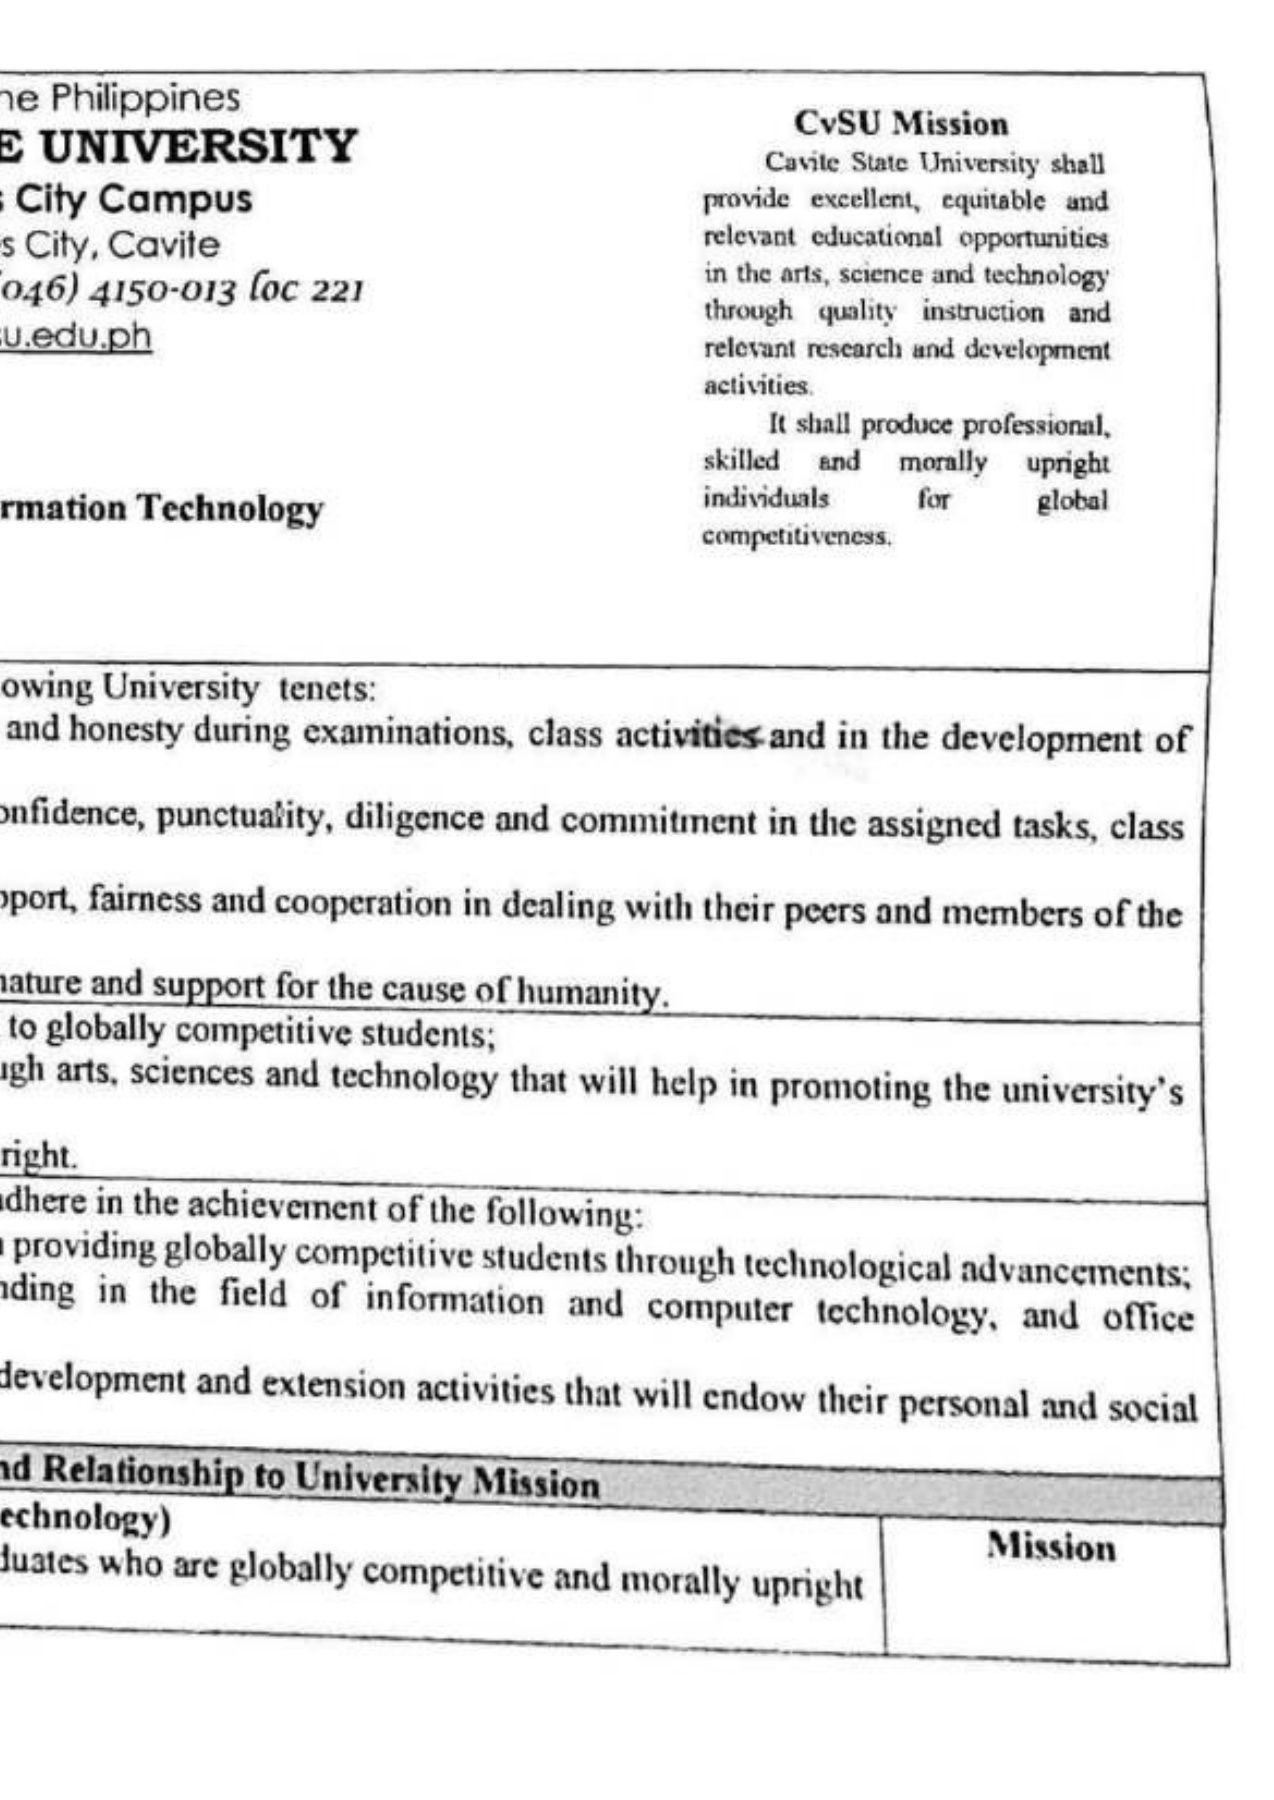 he Philippines
E UNIVERSITY
s City Campus
s City, Cavite
(046) 4150-013 loc 221
su.edu.ph
rmation Technology
CvSU Mission
Cavite State University shall
provide excellent, equitable and
relevant educational opportunities
in the arts, science and technology
through quality instruction and
relevant research and development
activities.
It shall produce professional,
skilled and morally upright
individuals for global
competitiveness.
owing University tenets:
and honesty during examinations, class activities and in the development of
onfidence, punctuality, diligence and commitment in the assigned tasks, class
pport, fairness and cooperation in dealing with their peers and members of the
nature and support for the cause of humanity.
to globally competitive students;
ugh arts, sciences and technology that will help in promoting the university's
right.
adhere in the achievement of the following:
n providing globally competitive students through technological advancements;
nding in the field of information and computer technology, and office
development and extension activities that will endow their personal and social
nd Relationship to University Mission
echnology)
duates who are globally competitive and morally upright
Mission